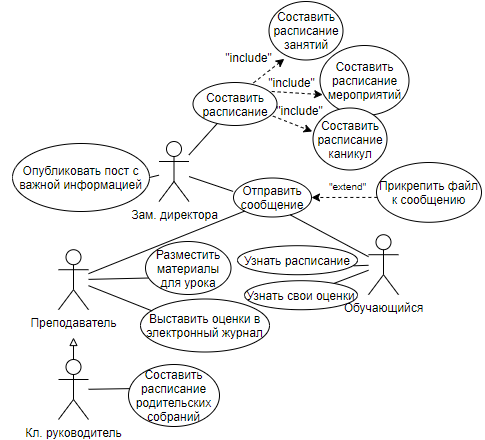 Составить
расписание
занятий
"include"
Составить
расписание
мероприятий
"include"
Составить
расписание
"include"
Составить
расписание
каникул
Опубликовать пост с
важной информацией
Зам. директора
Отправить
сообщение
"extend"
Прикрепить файл
к сообщению
Разместить
материалы
для урока
Узнать расписание
Узнать свои оценки
Обучающийся
Преподаватель
Выставить оценки в
электронный журнал
Составить
расписание
родительских
собраний
Кл. руководитель